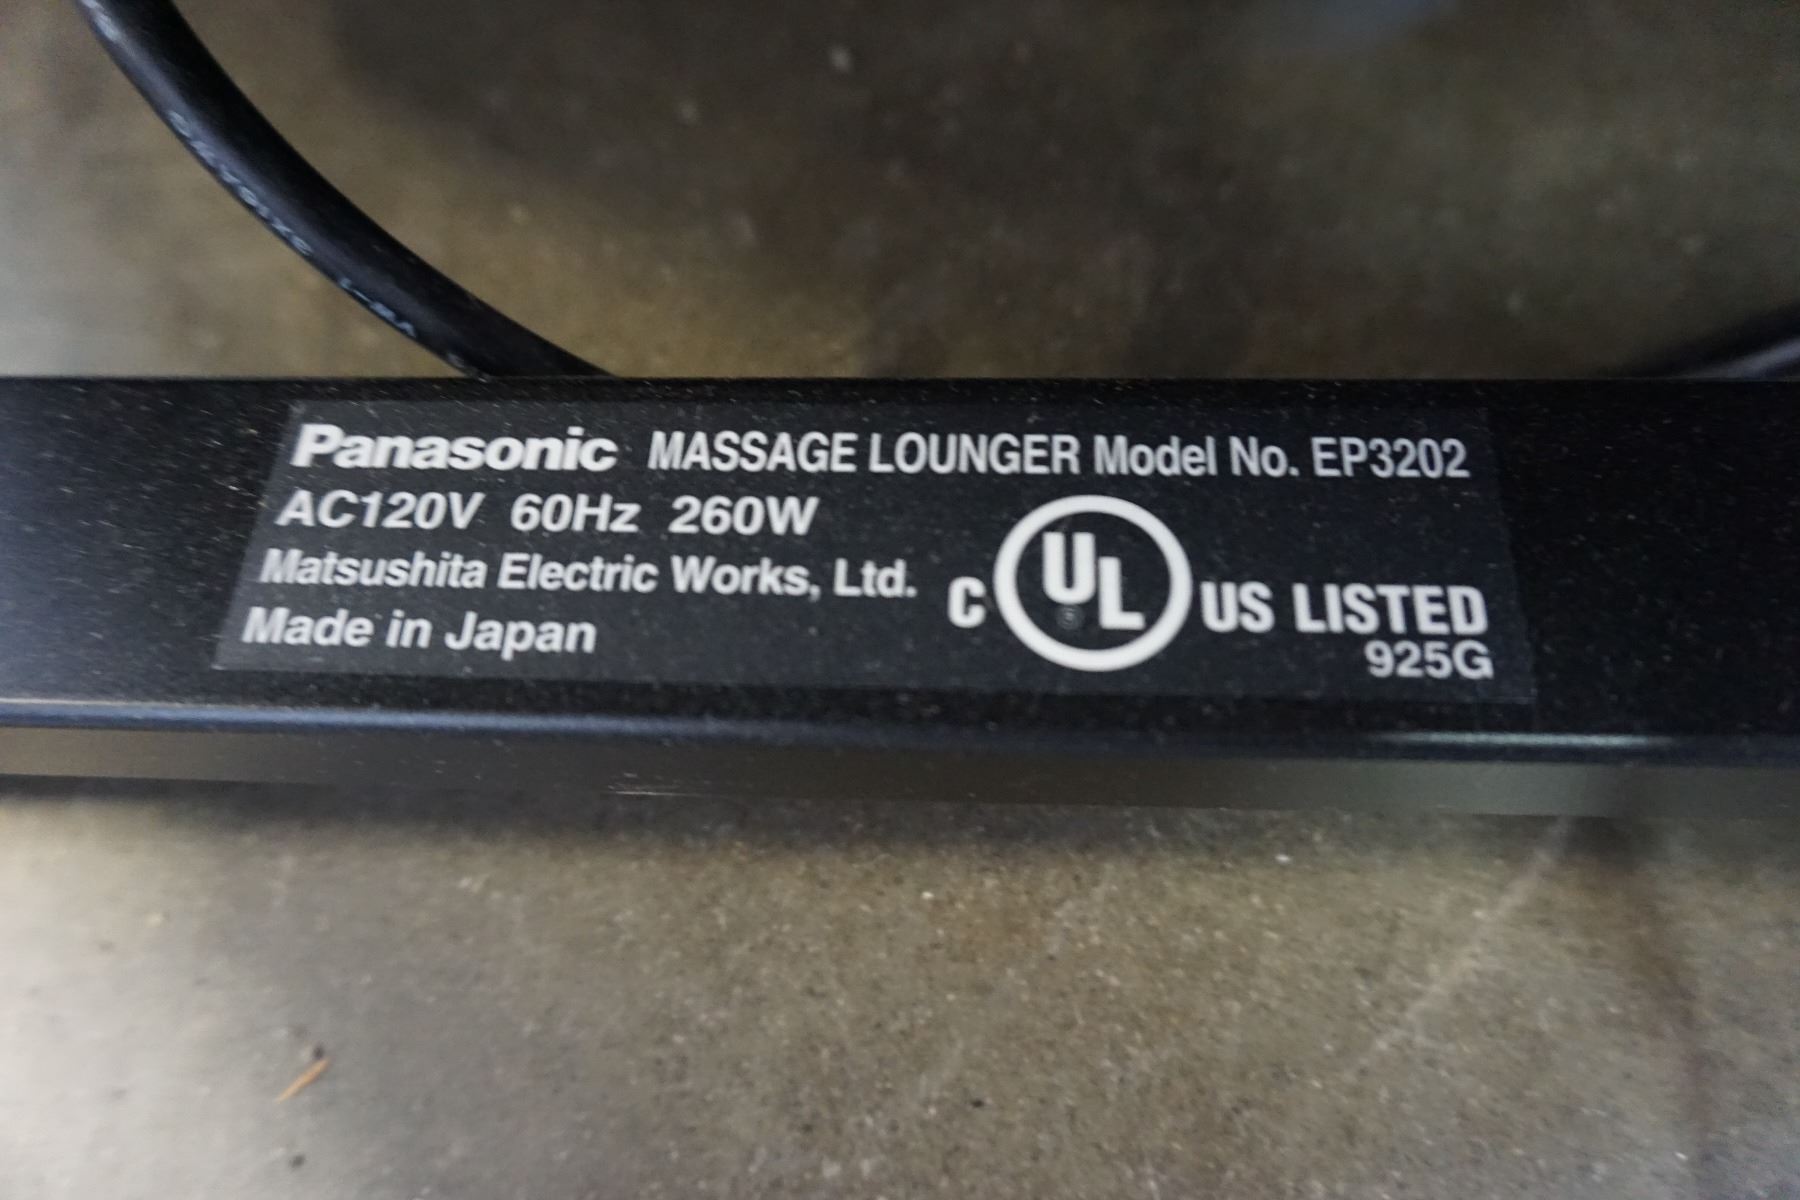 Panasonic MASSAGE LOUNGER Model No. EP3202
AC120V 60Hz 260W
Matsushita Electric Works, Ltd.
Made in Japan
C UL US LISTED
925G